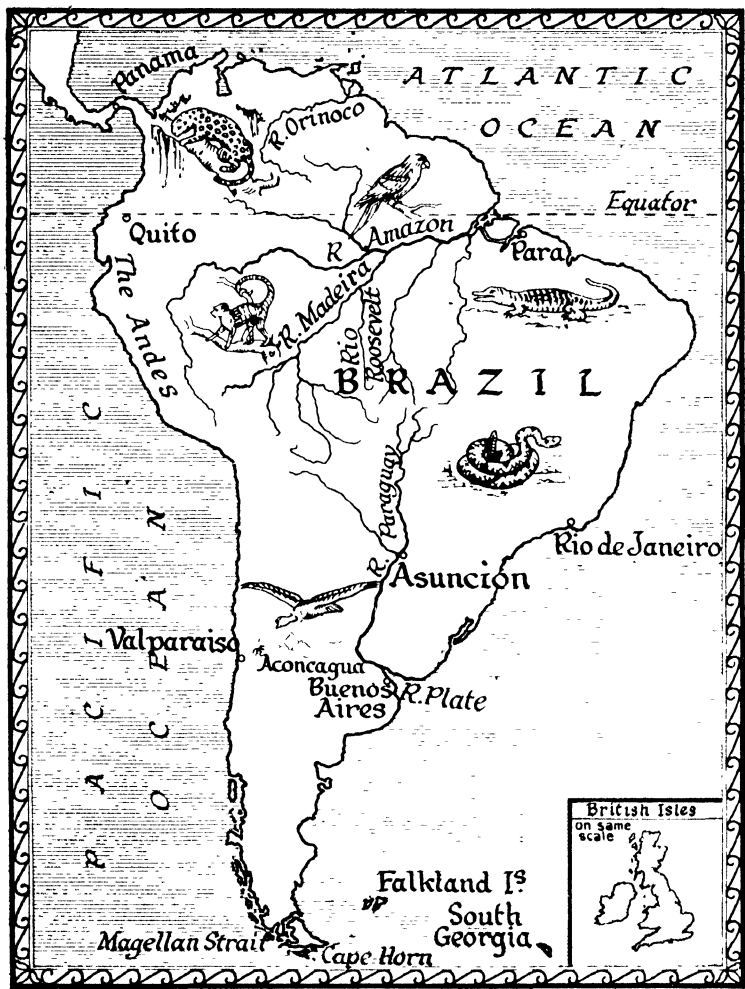 Panama
ATLANTIC
OCEAN
R. Orinoco
Equator
Quito
R Amazon
Para
The Andes
R. Madeira
Rio
Roosevelt
BRAZIL
PACIFIC
OCEAN
R. Paraguay
Rio de Janeiro
Asunción
Valparaiso
Aconcagua
Buenos
Aires
R. Plate
British Isles
on same
scale
Falkland Is
South
Georgia
Magellan Strait
Cape Horn